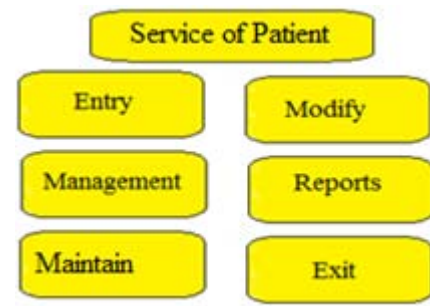 Service of Patient
Entry
Modify
Management
Reports
Maintain
Exit